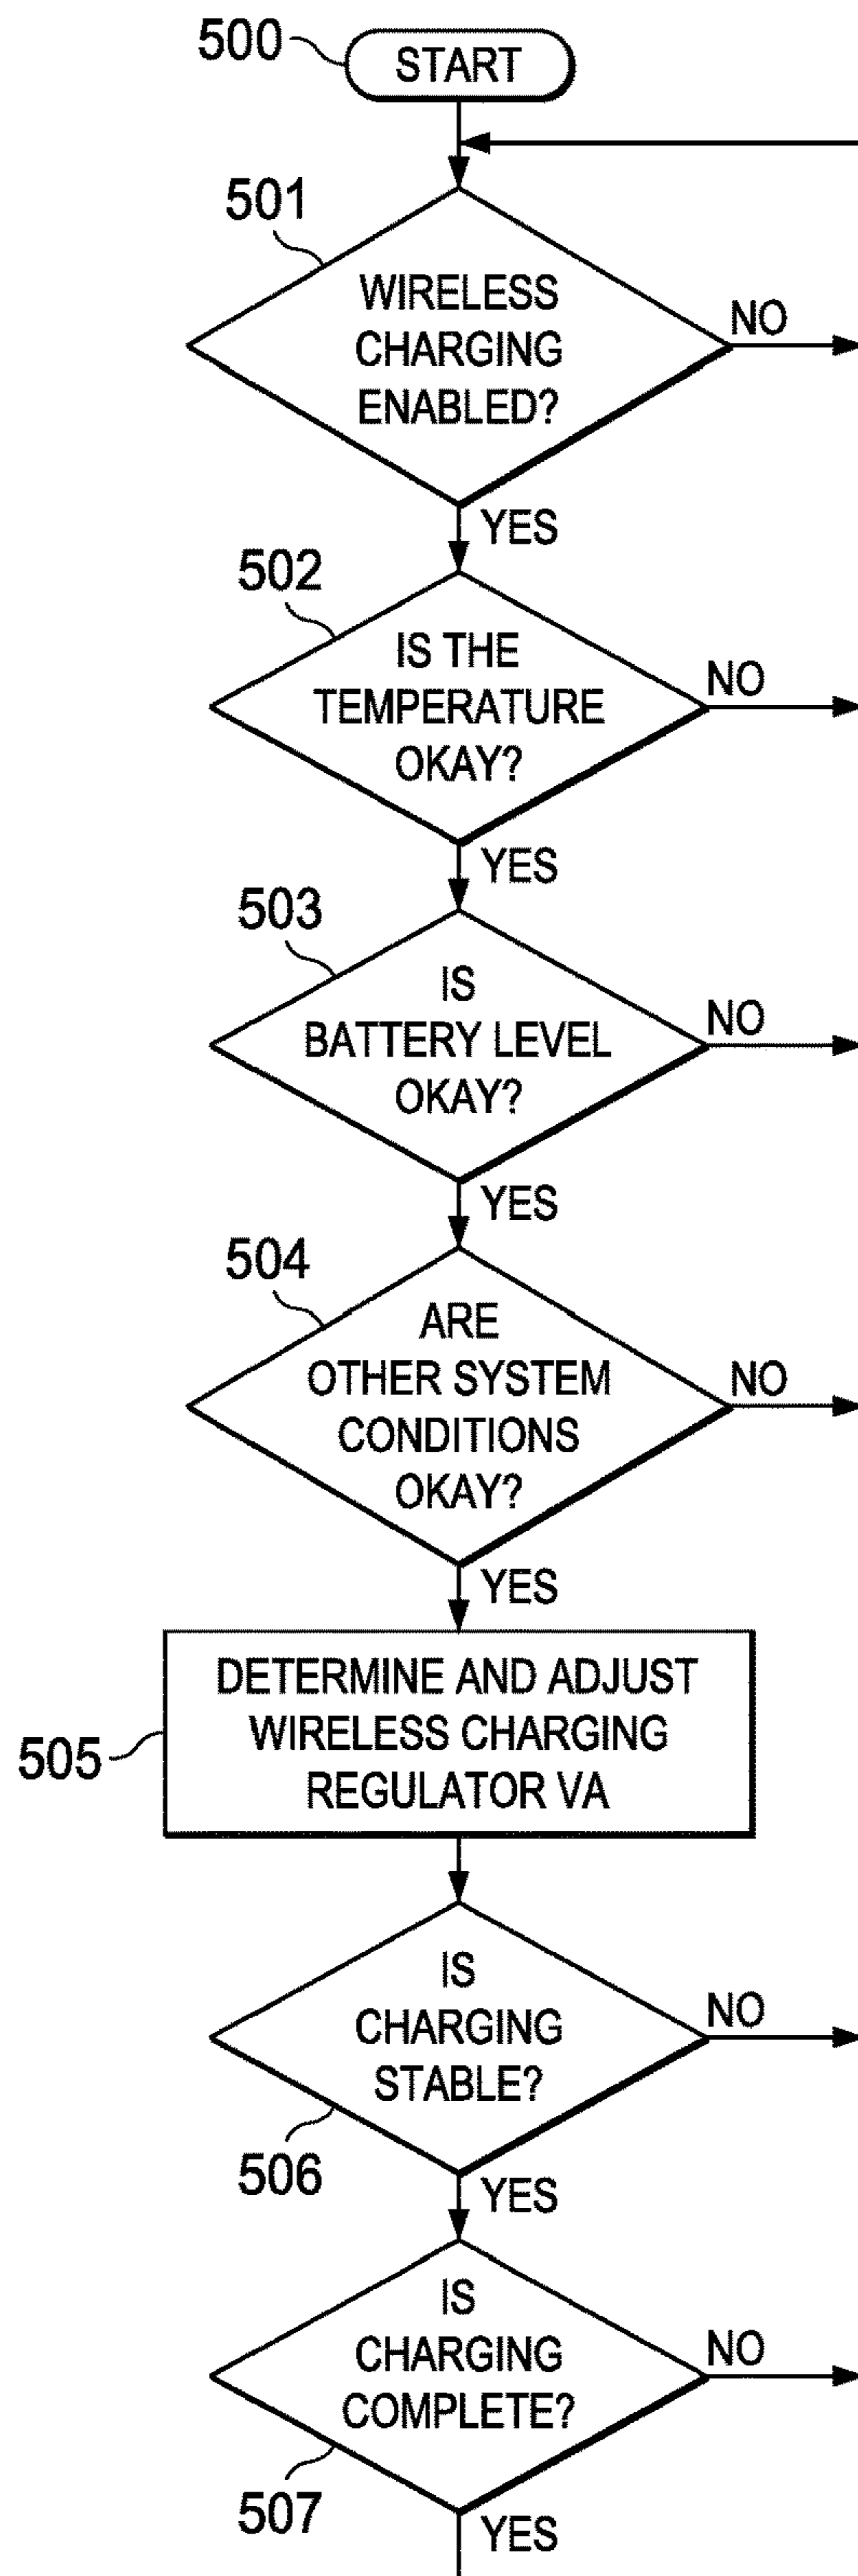 500
START
501
WIRELESS
CHARGING
ENABLED?
NO
YES
502
IS THE
TEMPERATURE
OKAY?
NO
YES
503
IS
BATTERY LEVEL
OKAY?
NO
YES
504
ARE
OTHER SYSTEM
CONDITIONS
OKAY?
NO
YES
505
DETERMINE AND ADJUST
WIRELESS CHARGING
REGULATOR VA
IS
CHARGING
STABLE?
NO
506
YES
IS
CHARGING
COMPLETE?
NO
507
YES